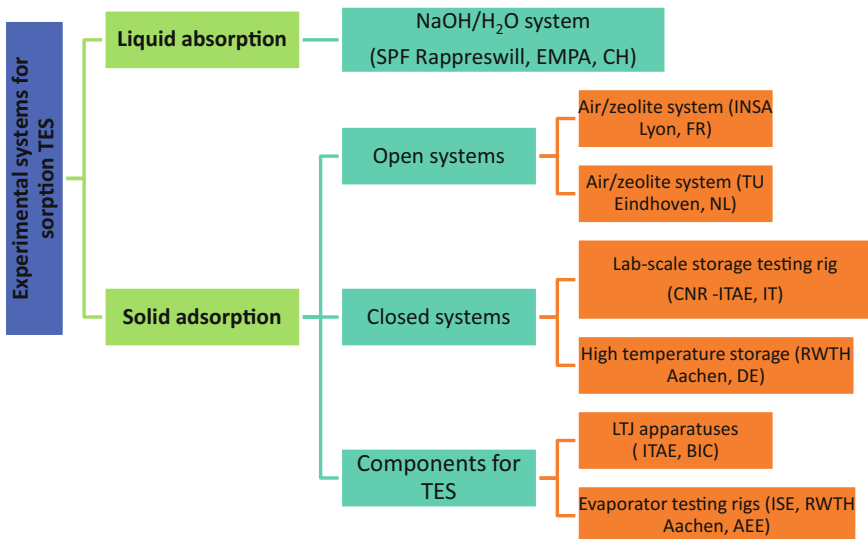 Experimental systems for
sorption TES
Liquid absorption
NaOH/H₂O system
(SPF Rappreswill, EMPA, CH)
Solid adsorption
Open systems
Air/zeolite system (INSA
Lyon, FR)
Air/zeolite system (TU
Eindhoven, NL)
Closed systems
Lab-scale storage testing rig
(CNR -ITAE, IT)
High temperature storage (RWTH
Aachen, DE)
Components for
TES
LTJ apparatuses
( ITAE, BIC)
Evaporator testing rigs (ISE, RWTH
Aachen, AEE)